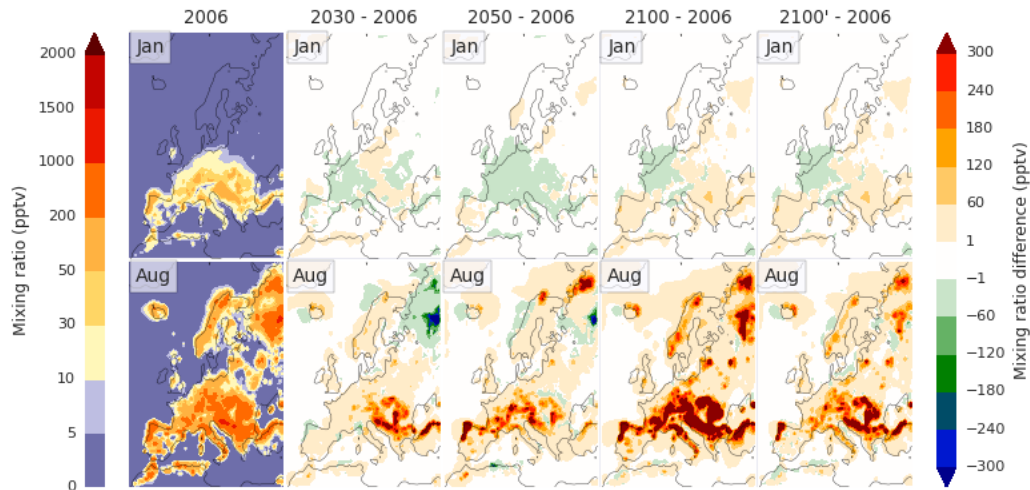 2006
2030 - 2006
2050 - 2006
2100 - 2006
2100' - 2006
Jan
Jan
Jan
Jan
Jan
Aug
Aug
Aug
Aug
Aug
Mixing ratio (pptv)
2000
1500
1000
200
50
30
10
5
0
300
240
180
120
60
1
−1
−60
−120
−180
−240
−300
Mixing ratio difference (pptv)